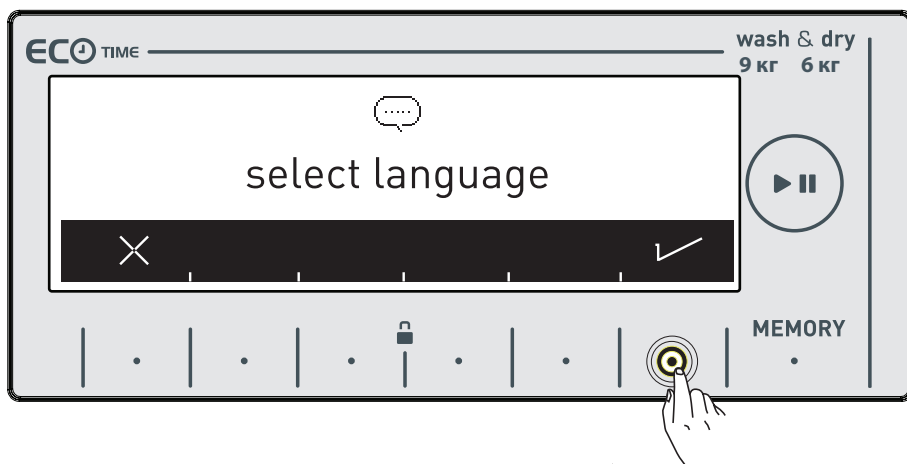 ECO TIME
wash & dry
9 кг 6 кг
select language
MEMORY